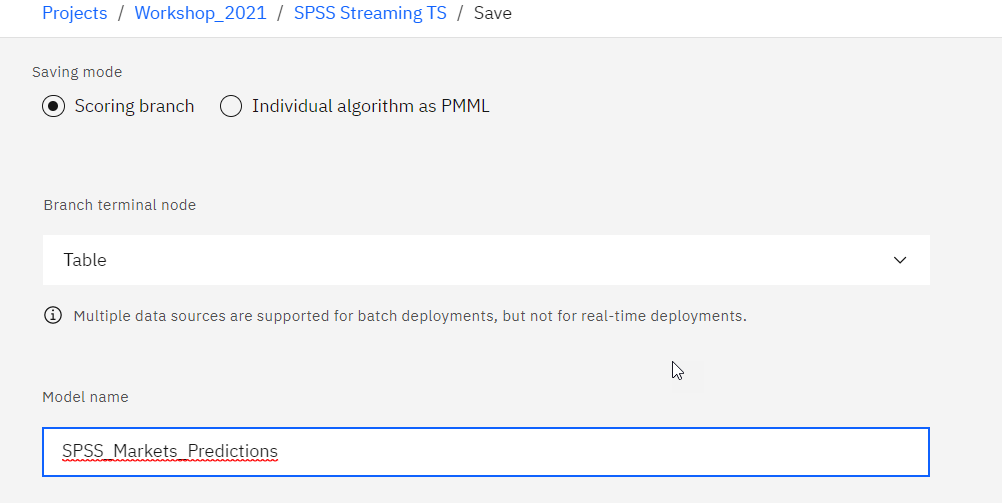 Projects / Workshop_2021 / SPSS Streaming TS / Save
Saving mode
Scoring branch Individual algorithm as PMML
Branch terminal node
Table
Multiple data sources are supported for batch deployments, but not for real-time deployments.
Model name
SPSS_Markets_Predictions